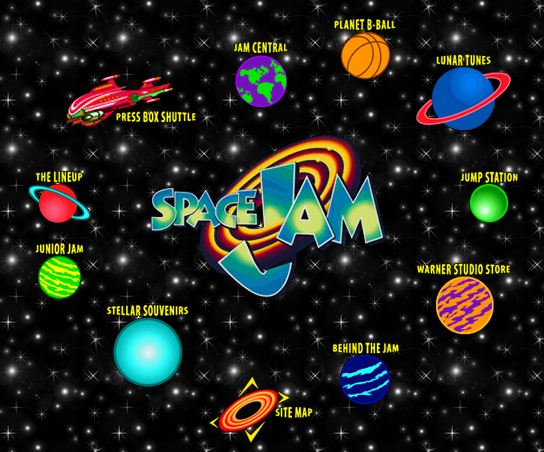 PLANET B-BALL
JAM CENTRAL
LUNAR TUNES
PRESS BOX SHUTTLE
THE LINEUP
JUMP STATION
SPACE JAM
JUNIOR JAM
WARNER STUDIO STORE
STELLAR SOUVENIRS
BEHIND THE JAM
SITE MAP